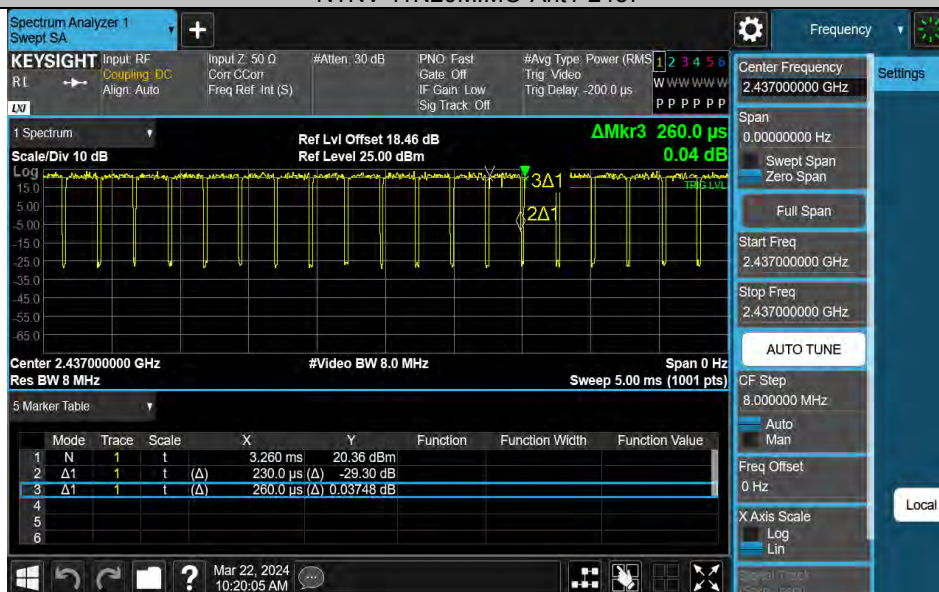 Spectrum Analyzer 1
Swept SA
+
Frequency
KEYSIGHT
RL
LXI
Input: RF
Coupling: DC
Align: Auto
Input Z: 50 Ω
Corr CCorr
Freq Ref: Int (S)
#Atten: 30 dB
PNO: Fast
Gate: Off
IF Gain: Low
Sig Track: Off
#Avg Type: Power (RMS
Trig: Video
Trig Delay: -200.0 µs
1 2 3 4 5 6
W W W W W W
P P P P P P
1 Spectrum
Scale/Div 10 dB
Ref Lvl Offset 18.46 dB
Ref Level 25.00 dBm
ΔMkr3 260.0 µs
0.04 dB
Log
15.0
5.00
-5.00
-15.0
-25.0
-35.0
-45.0
-55.0
-65.0
1
3Δ1
2Δ1
TRIG LVL
Center 2.437000000 GHz
Res BW 8 MHz
#Video BW 8.0 MHz
Span 0 Hz
Sweep 5.00 ms (1001 pts)
5 Marker Table
Mode Trace Scale X Y Function Function Width Function Value
1 N 1 t 3.260 ms 20.36 dBm
2 Δ1 1 t (Δ) 230.0 µs (Δ) -29.30 dB
3 Δ1 1 t (Δ) 260.0 µs (Δ) 0.03748 dB
4
5
6
Mar 22, 2024
10:20:05 AM
Center Frequency
2.437000000 GHz
Settings
Span
0.00000000 Hz
Swept Span
Zero Span
Full Span
Start Freq
2.437000000 GHz
Stop Freq
2.437000000 GHz
AUTO TUNE
CF Step
8.000000 MHz
Auto
Man
Freq Offset
0 Hz
X Axis Scale
Log
Lin
Local
Signal Track